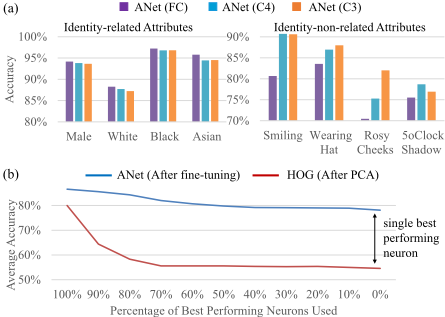 (a) ANet (FC) ANet (C4) ANet (C3)
Identity-related Attributes
Identity-non-related Attributes
Accuracy
100%
95%
90%
85%
80%
Male White Black Asian
90%
85%
80%
75%
70%
Smiling Wearing Hat Rosy Cheeks 5oClock Shadow
(b) ANet (After fine-tuning) HOG (After PCA)
Average Accuracy
80%
70%
60%
50%
single best
performing
neuron
100% 90% 80% 70% 60% 50% 40% 30% 20% 10% 0%
Percentage of Best Performing Neurons Used